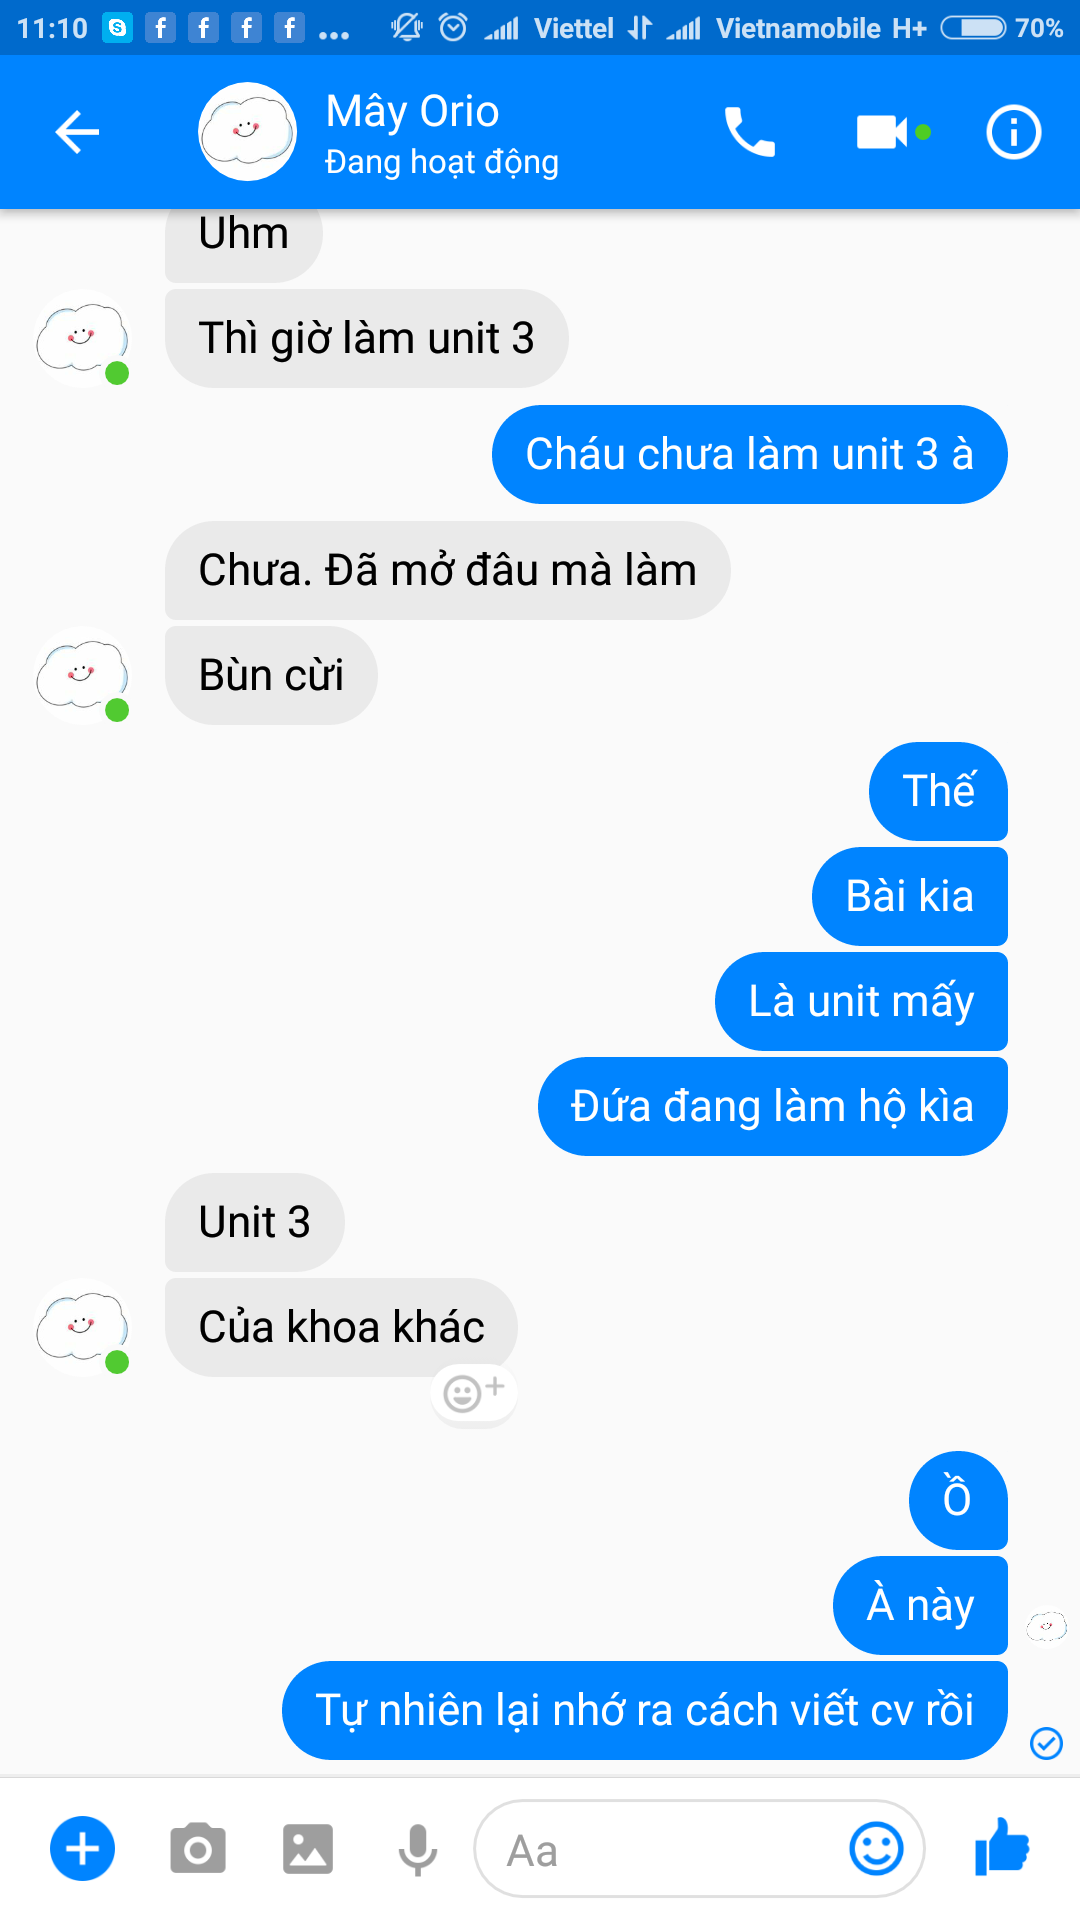 11:10 ... Viettel Vietnamobile H+ 70%
Mây Orio
Đang hoạt động
Uhm
Thì giờ làm unit 3
Cháu chưa làm unit 3 à
Chưa. Đã mở đâu mà làm
Bùn cừi
Thế
Bài kia
Là unit mấy
Đứa đang làm hộ kìa
Unit 3
Của khoa khác
Ồ
À này
Tự nhiên lại nhớ ra cách viết cv rồi
Aa